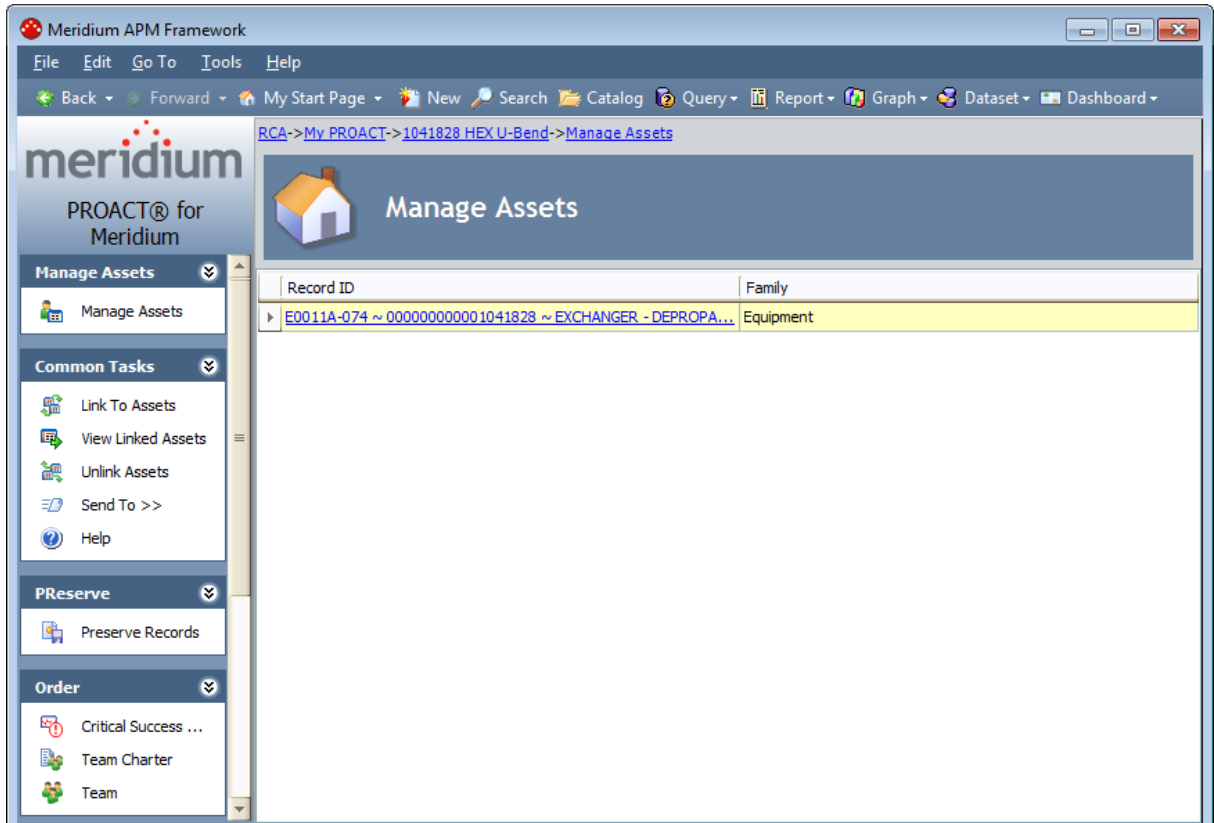 Meridium APM Framework
File Edit Go To Tools Help
Back Forward My Start Page New Search Catalog Query Report Graph Dataset Dashboard
meridium
PROACT® for
Meridium
RCA->My PROACT->1041828 HEX U-Bend->Manage Assets
Manage Assets
Manage Assets
Manage Assets
Common Tasks
Link To Assets
View Linked Assets
Unlink Assets
Send To >>
Help
PReserve
Preserve Records
Order
Critical Success ...
Team Charter
Team
Record ID Family
E0011A-074 ~ 000000000001041828 ~ EXCHANGER - DEPROPA... Equipment